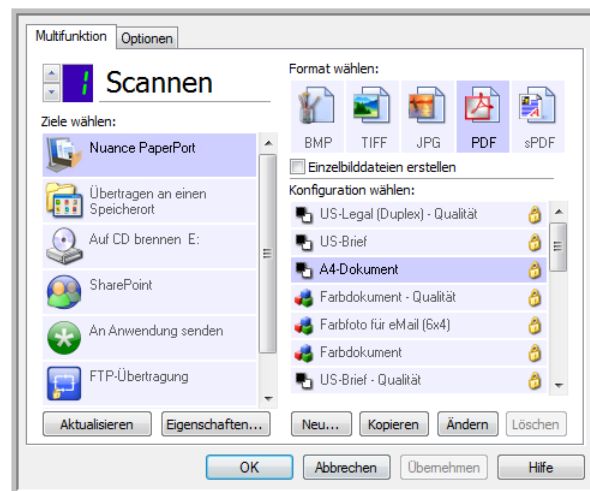 Multifunktion
Optionen
1 Scannen
Ziele wählen:
Nuance PaperPort
Übertragen an einen
Speicherort
Auf CD brennen E:
SharePoint
An Anwendung senden
FTP-Übertragung
Aktualisieren
Eigenschaften...
Format wählen:
BMP TIFF JPG PDF sPDF
Einzelbilddateien erstellen
Konfiguration wählen:
US-Legal (Duplex) - Qualität
US-Brief
A4-Dokument
Farbdokument - Qualität
Farbfoto für eMail (6x4)
Farbdokument
US-Brief - Qualität
Neu...
Kopieren
Ändern
Löschen
OK
Abbrechen
Übernehmen
Hilfe